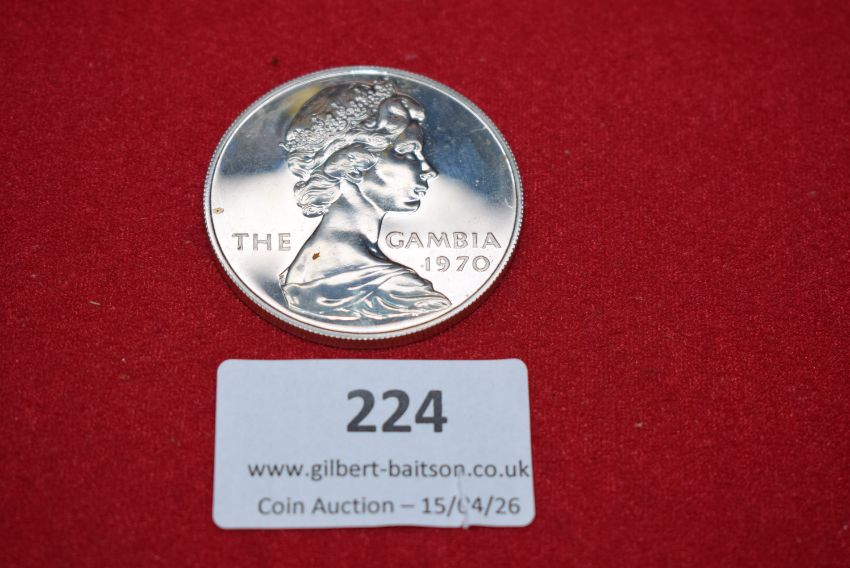 THE GAMBIA
1970
224
www.gilbert-baitson.co.uk
Coin Auction – 15/04/26